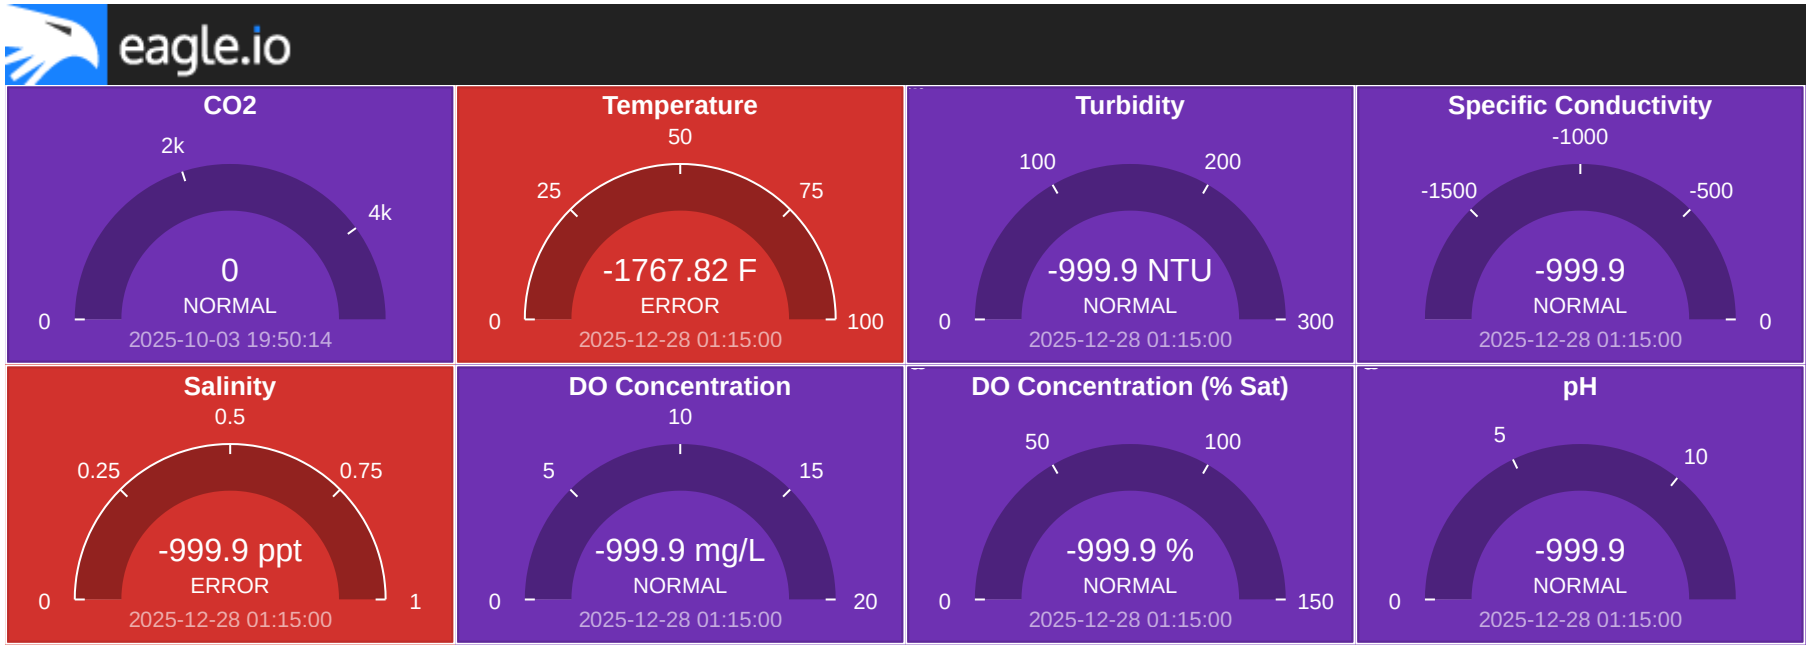 eagle.io
CO2
2k
4k
0
NORMAL
0
2025-10-03 19:50:14
Temperature
50
25
75
-1767.82 F
ERROR
0
100
2025-12-28 01:15:00
Turbidity
100
200
-999.9 NTU
NORMAL
0
300
2025-12-28 01:15:00
Specific Conductivity
-1000
-1500
-500
-999.9
NORMAL
0
2025-12-28 01:15:00
Salinity
0.5
0.25
0.75
-999.9 ppt
ERROR
0
1
2025-12-28 01:15:00
DO Concentration
10
5
15
-999.9 mg/L
NORMAL
0
20
2025-12-28 01:15:00
DO Concentration (% Sat)
50
100
-999.9 %
NORMAL
0
150
2025-12-28 01:15:00
pH
5
10
-999.9
NORMAL
0
2025-12-28 01:15:00